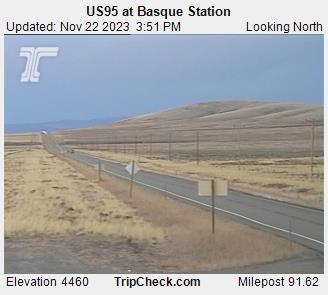 US95 at Basque Station
Updated: Nov 22 2023 3:51 PM Looking North
Elevation 4460 TripCheck.com Milepost 91.62